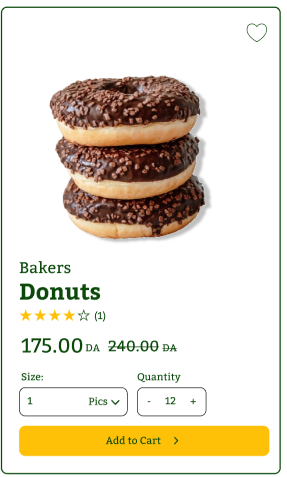 Bakers
Donuts
(1)
175.00 DA 240.00 DA
Size: Quantity
1 Pics - 12 +
Add to Cart